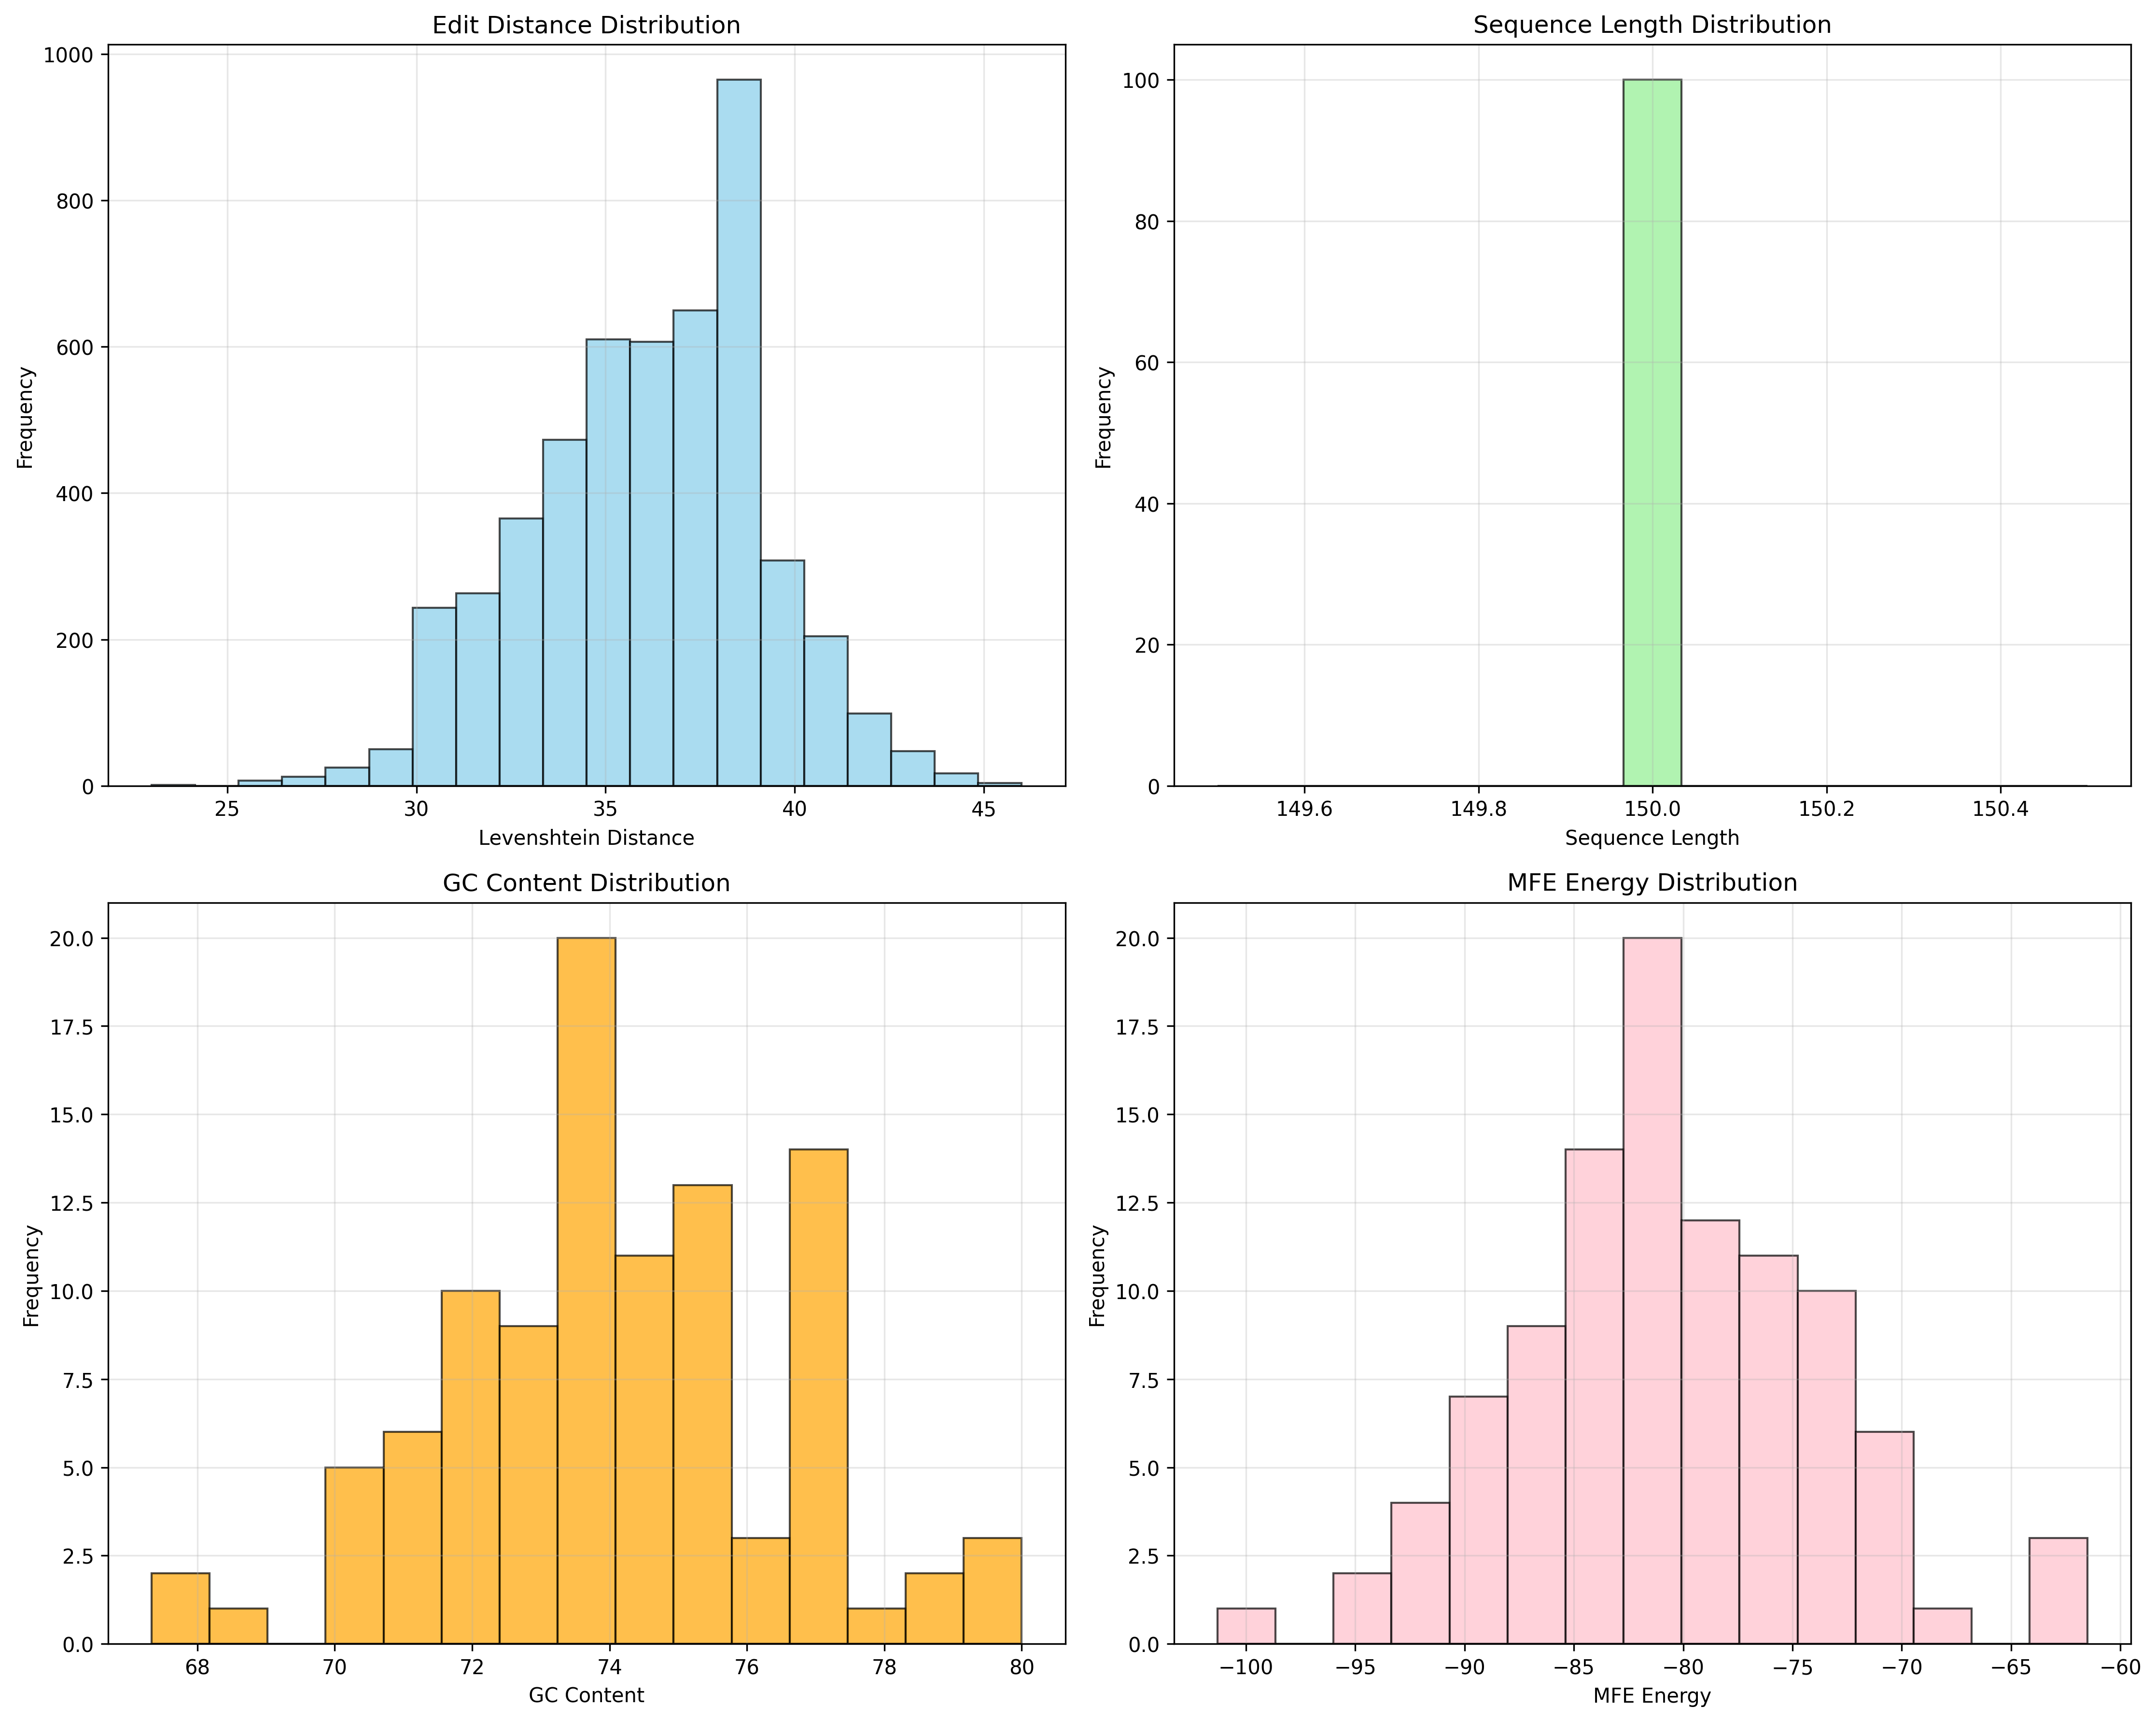 Edit Distance Distribution
1000
800
600
400
200
0
Frequency
25 30 35 40 45
Levenshtein Distance
Sequence Length Distribution
100
80
60
40
20
0
Frequency
149.6 149.8 150.0 150.2 150.4
Sequence Length
GC Content Distribution
20.0
17.5
15.0
12.5
10.0
7.5
5.0
2.5
0.0
Frequency
68 70 72 74 76 78 80
GC Content
MFE Energy Distribution
20.0
17.5
15.0
12.5
10.0
7.5
5.0
2.5
0.0
Frequency
−100 −95 −90 −85 −80 −75 −70 −65 −60
MFE Energy